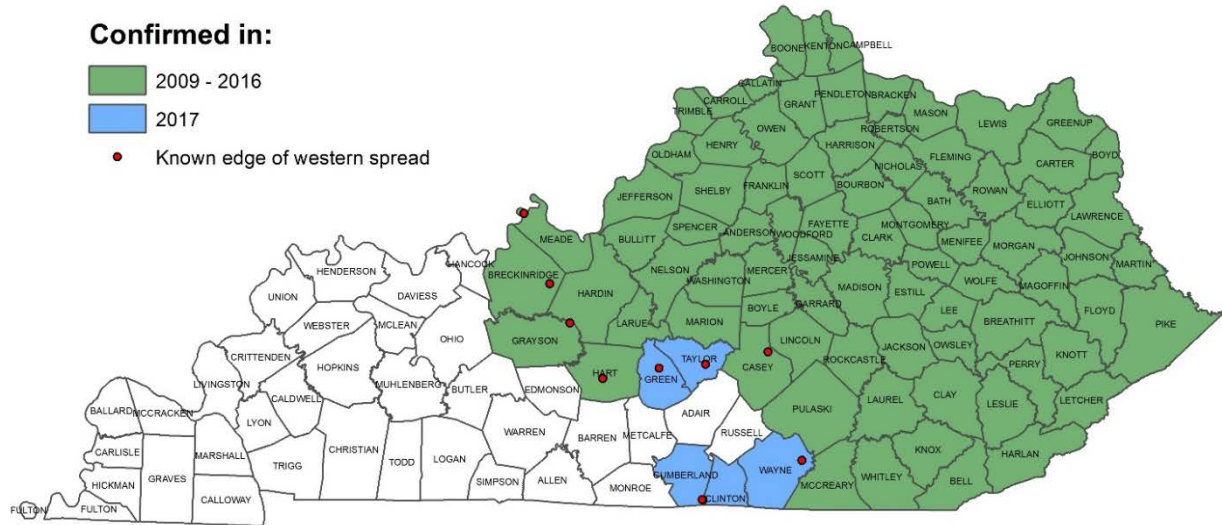 Confirmed in:
2009 - 2016
2017
Known edge of western spread
BOONE
KENTON
CAMPBELL
GALLATIN
PENDLETON
BRACKEN
GRANT
CARROLL
TRIMBLE
MASON
OWEN
LEWIS
GREENUP
ROBERTSON
HENRY
HARRISON
FLEMING
BOYD
OLDHAM
NICHOLAS
CARTER
SCOTT
FRANKLIN
BOURBON
ROWAN
SHELBY
JEFFERSON
BATH
ELLIOTT
FAYETTE
MONTGOMERY
LAWRENCE
SPENCER
ANDERSON
WOODFORD
CLARK
BULLITT
MEADE
MENIFEE
MORGAN
JESSAMINE
JOHNSON
MARTIN
HANCOCK
NELSON
MERCER
POWELL
HENDERSON
BRECKINRIDGE
WASHINGTON
MADISON
WOLFE
MAGOFFIN
HARDIN
ESTILL
UNION
DAVIESS
BOYLE
GARRARD
LEE
FLOYD
LARUE
MARION
BREATHITT
WEBSTER
MCLEAN
LINCOLN
PIKE
OHIO
GRAYSON
JACKSON
OWSLEY
CRITTENDEN
TAYLOR
ROCKCASTLE
KNOTT
HOPKINS
GREEN
CASEY
PERRY
HART
LIVINGSTON
MUHLENBERG
BUTLER
EDMONSON
CLAY
CALDWELL
LAUREL
LESLIE
LETCHER
PULASKI
BALLARD
MCCRACKEN
ADAIR
LYON
WARREN
METCALFE
RUSSELL
BARREN
KNOX
CARLISLE
CHRISTIAN
LOGAN
HARLAN
MARSHALL
TODD
TRIGG
CUMBERLAND
WAYNE
WHITLEY
BELL
GRAVES
SIMPSON
ALLEN
HICKMAN
MONROE
MCCREARY
CALLOWAY
CLINTON
FULTON
FULTON